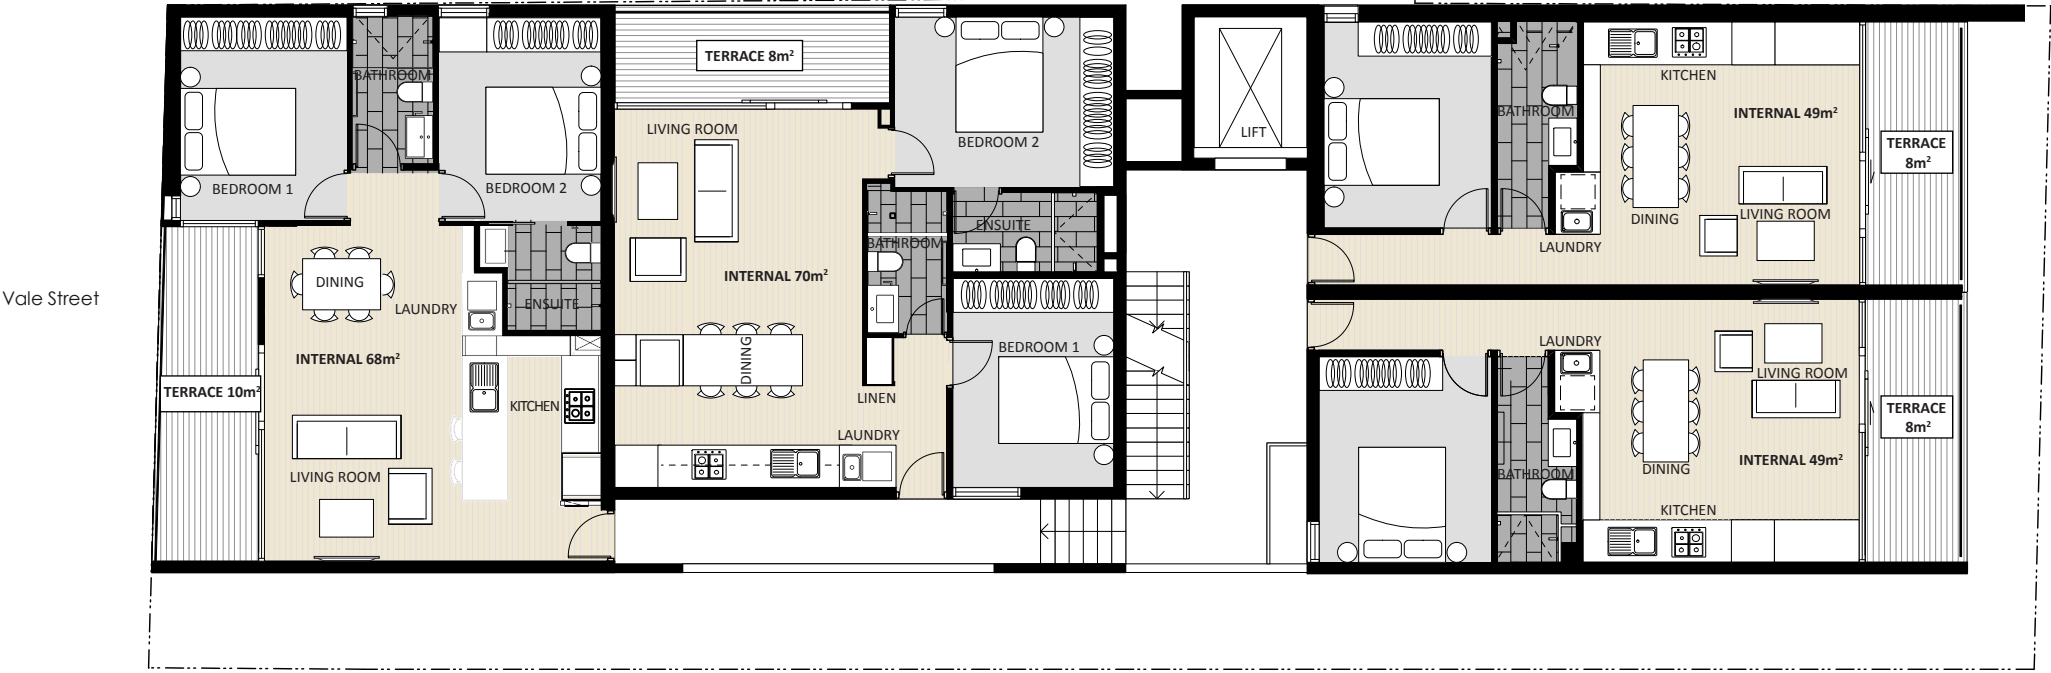 Vale Street
BATHROOM
BEDROOM 1
BEDROOM 2
DINING
LAUNDRY
ENSUITE
INTERNAL 68m²
TERRACE 10m²
KITCHEN
LIVING ROOM
TERRACE 8m²
LIVING ROOM
BEDROOM 2
BATHROOM
ENSUITE
INTERNAL 70m²
DINING
BEDROOM 1
LINEN
LAUNDRY
LIFT
KITCHEN
BATHROOM
INTERNAL 49m²
TERRACE
8m²
DINING
LIVING ROOM
LAUNDRY
LAUNDRY
LIVING ROOM
TERRACE
8m²
DINING
INTERNAL 49m²
BATHROOM
KITCHEN